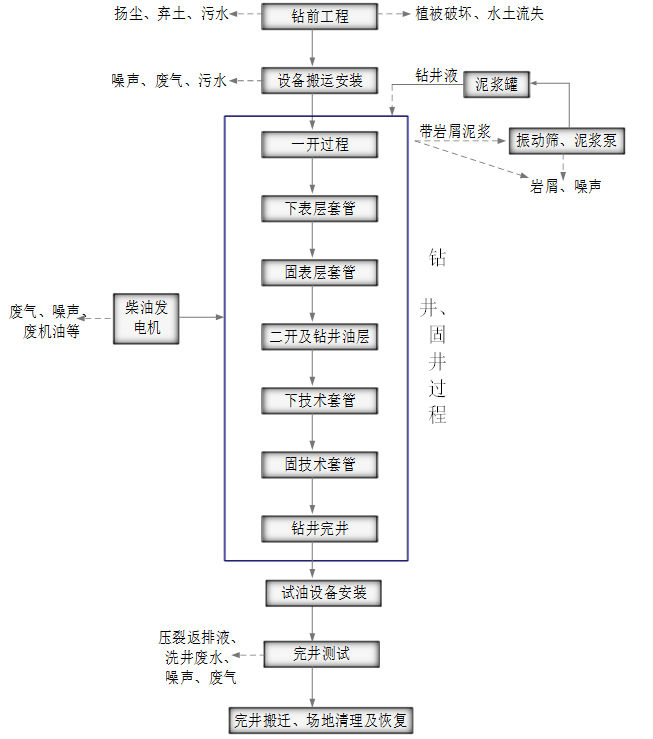 扬尘、弃土、污水
钻前工程
植被破坏、水土流失
噪声、废气、污水
设备搬运安装
钻井液
泥浆罐
一开过程
带岩屑泥浆
振动筛、泥浆泵
岩屑、噪声
下表层套管
固表层套管
废气、噪声、
废机油等
柴油发
电机
二开及钻井油层
下技术套管
固技术套管
钻井完井
钻
井、
固
井
过
程
试油设备安装
压裂返排液、
洗井废水、
噪声、废气
完井测试
完井搬迁、场地清理及恢复